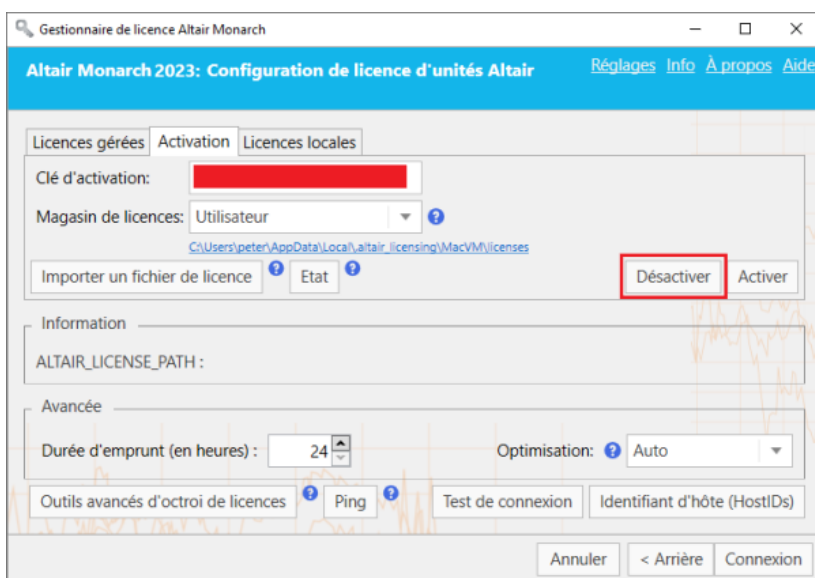 Gestionnaire de licence Altair Monarch
Altair Monarch 2023: Configuration de licence d'unités Altair
Réglages Info À propos Aide
Licences gérées Activation Licences locales
Clé d'activation:
Magasin de licences: Utilisateur
C:\Users\peter\AppData\Local\.altair_licensing\MacVM\licenses
Importer un fichier de licence ? Etat ? Désactiver Activer
Information
ALTAIR_LICENSE_PATH :
Avancée
Durée d'emprunt (en heures) : 24 Optimisation: ? Auto
Outils avancés d'octroi de licences ? Ping ? Test de connexion Identifiant d'hôte (HostIDs)
Annuler < Arrière Connexion